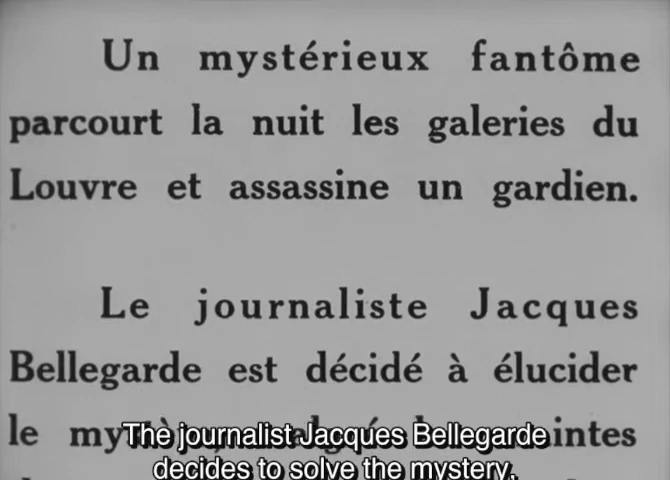 Un mystérieux fantôme
parcourt la nuit les galeries du
Louvre et assassine un gardien.
Le journaliste Jacques
Bellegarde est décidé à élucider
le
The journalist Jacques Bellegarde
decides to solve the mystery,